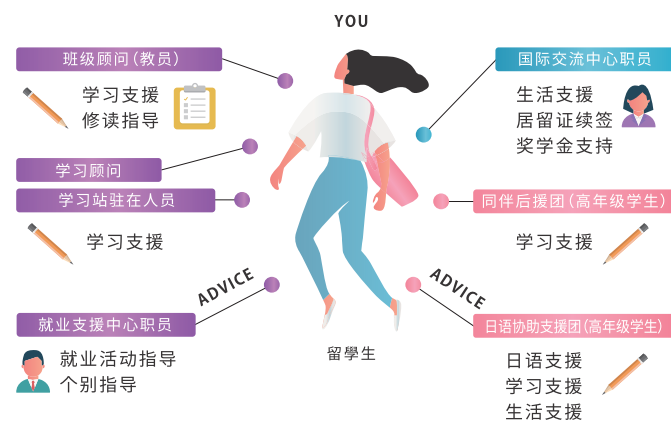 YOU
班级顾问(教员)
学习支援
修读指导
学习顾问
学习站驻在人员
学习支援
ADVICE
就业支援中心职员
就业活动指导
个别指导
留學生
国际交流中心职员
生活支援
居留证续签
奖学金支持
同伴后援团(高年级学生)
学习支援
ADVICE
日语协助支援团(高年级学生)
日语支援
学习支援
生活支援